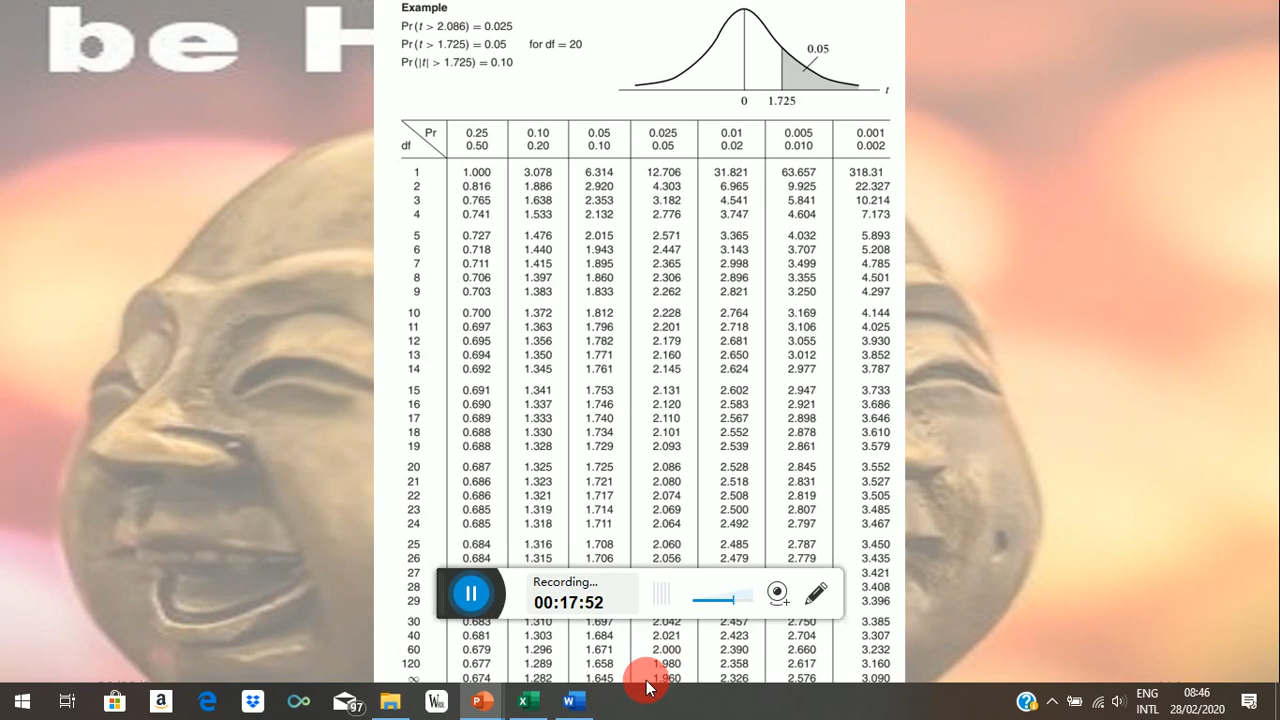 be H
Example
Pr(t > 2.086) = 0.025
Pr(t > 1.725) = 0.05 for df = 20
Pr(|t| > 1.725) = 0.10
0.05
0 1.725 t
Pr 0.25 0.10 0.05 0.025 0.01 0.005 0.001
df 0.50 0.20 0.10 0.05 0.02 0.010 0.002
1 1.000 3.078 6.314 12.706 31.821 63.657 318.31
2 0.816 1.886 2.920 4.303 6.965 9.925 22.327
3 0.765 1.638 2.353 3.182 4.541 5.841 10.214
4 0.741 1.533 2.132 2.776 3.747 4.604 7.173
5 0.727 1.476 2.015 2.571 3.365 4.032 5.893
6 0.718 1.440 1.943 2.447 3.143 3.707 5.208
7 0.711 1.415 1.895 2.365 2.998 3.499 4.785
8 0.706 1.397 1.860 2.306 2.896 3.355 4.501
9 0.703 1.383 1.833 2.262 2.821 3.250 4.297
10 0.700 1.372 1.812 2.228 2.764 3.169 4.144
11 0.697 1.363 1.796 2.201 2.718 3.106 4.025
12 0.695 1.356 1.782 2.179 2.681 3.055 3.930
13 0.694 1.350 1.771 2.160 2.650 3.012 3.852
14 0.692 1.345 1.761 2.145 2.624 2.977 3.787
15 0.691 1.341 1.753 2.131 2.602 2.947 3.733
16 0.690 1.337 1.746 2.120 2.583 2.921 3.686
17 0.689 1.333 1.740 2.110 2.567 2.898 3.646
18 0.688 1.330 1.734 2.101 2.552 2.878 3.610
19 0.688 1.328 1.729 2.093 2.539 2.861 3.579
20 0.687 1.325 1.725 2.086 2.528 2.845 3.552
21 0.686 1.323 1.721 2.080 2.518 2.831 3.527
22 0.686 1.321 1.717 2.074 2.508 2.819 3.505
23 0.685 1.319 1.714 2.069 2.500 2.807 3.485
24 0.685 1.318 1.711 2.064 2.492 2.797 3.467
25 0.684 1.316 1.708 2.060 2.485 2.787 3.450
26 0.684 1.315 1.706 2.056 2.479 2.779 3.435
27 3.421
28 3.408
29 3.396
Recording...
00:17:52
30 0.683 1.310 1.697 2.042 2.457 2.750 3.385
40 0.681 1.303 1.684 2.021 2.423 2.704 3.307
60 0.679 1.296 1.671 2.000 2.390 2.660 3.232
120 0.677 1.289 1.658 1.980 2.358 2.617 3.160
∞ 0.674 1.282 1.645 1.960 2.326 2.576 3.090
97
ENG
INTL
08:46
28/02/2020